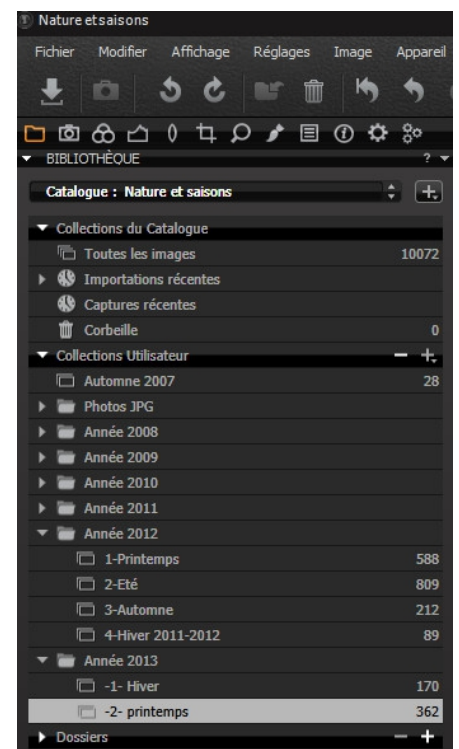 Nature et saisons
Fichier Modifier Affichage Réglages Image Appareil
BIBLIOTHÈQUE ?
Catalogue : Nature et saisons
Collections du Catalogue
Toutes les images 10072
Importations récentes
Captures récentes
Corbeille 0
Collections Utilisateur
Automne 2007 28
Photos JPG
Année 2008
Année 2009
Année 2010
Année 2011
Année 2012
1-Printemps 588
2-Eté 809
3-Automne 212
4-Hiver 2011-2012 89
Année 2013
-1- Hiver 170
-2- printemps 362
Dossiers